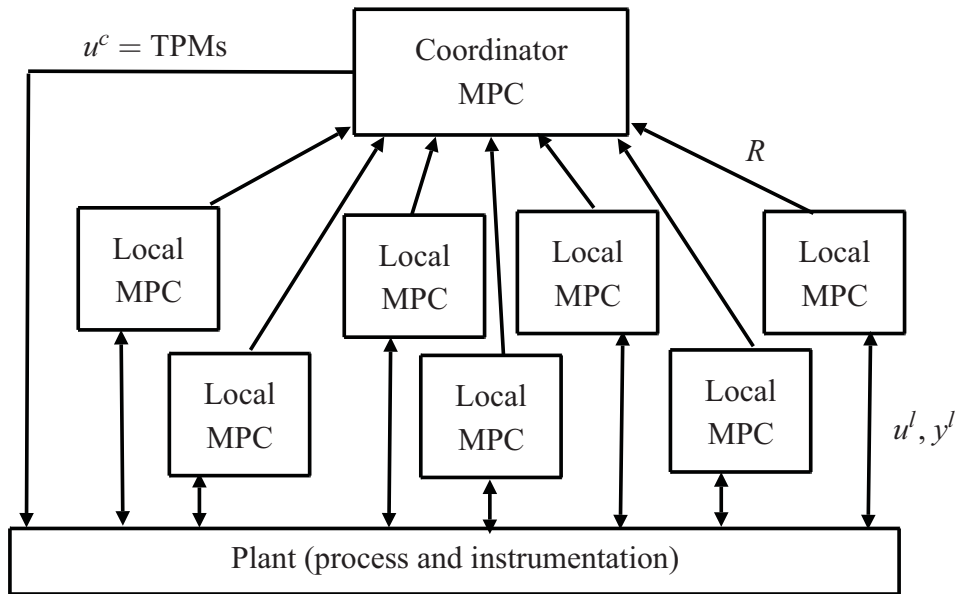 u^c = TPMs
Coordinator
MPC
R
Local
MPC
Local
MPC
Local
MPC
Local
MPC
Local
MPC
Local
MPC
Local
MPC
u^l, y^l
Plant (process and instrumentation)